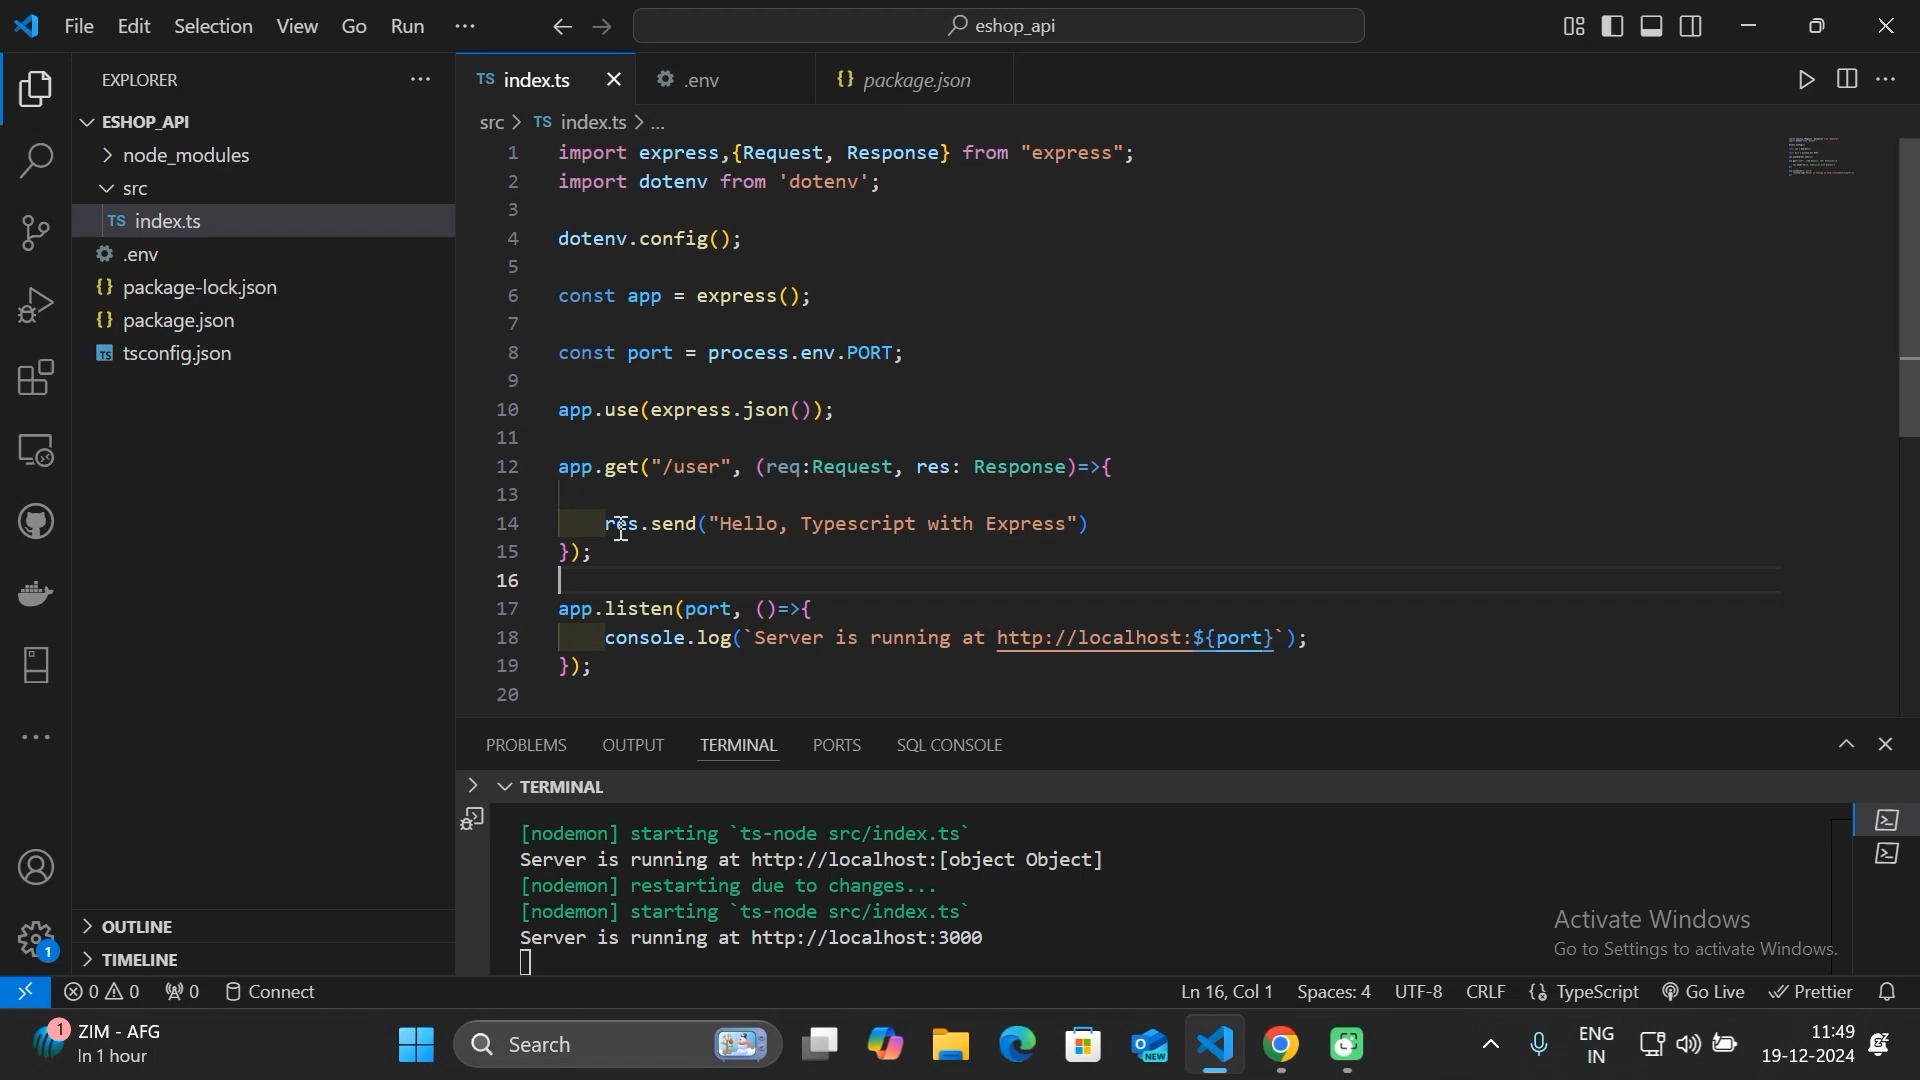 File Edit Selection View Go Run ...
eshop_api
EXPLORER
ESHOP_API
node_modules
src
TS index.ts
.env
{} package-lock.json
{} package.json
TS tsconfig.json
OUTLINE
TIMELINE
TS index.ts
.env
{} package.json
src > TS index.ts > ...
1 import express,{Request, Response} from "express";
2 import dotenv from 'dotenv';
3
4 dotenv.config();
5
6 const app = express();
7
8 const port = process.env.PORT;
9
10 app.use(express.json());
11
12 app.get("/user", (req:Request, res: Response)=>{
13
14 res.send("Hello, Typescript with Express")
15 });
16
17 app.listen(port, ()=>{
18 console.log(`Server is running at http://localhost:${port}`);
19 });
20
PROBLEMS OUTPUT TERMINAL PORTS SQL CONSOLE
TERMINAL
[nodemon] starting `ts-node src/index.ts`
Server is running at http://localhost:[object Object]
[nodemon] restarting due to changes...
[nodemon] starting `ts-node src/index.ts`
Server is running at http://localhost:3000
Activate Windows
Go to Settings to activate Windows.
1
0 0 0 Connect
Ln 16, Col 1 Spaces: 4 UTF-8 CRLF {} TypeScript Go Live Prettier
1
ZIM - AFG
In 1 hour
Search
NEW
ENG
IN
11:49
19-12-2024